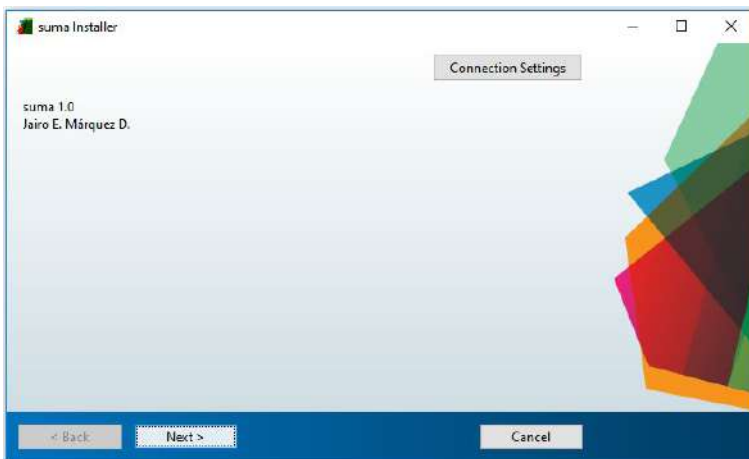 suma Installer
Connection Settings
suma 1.0
Jairo E. Márquez D.
< Back
Next >
Cancel